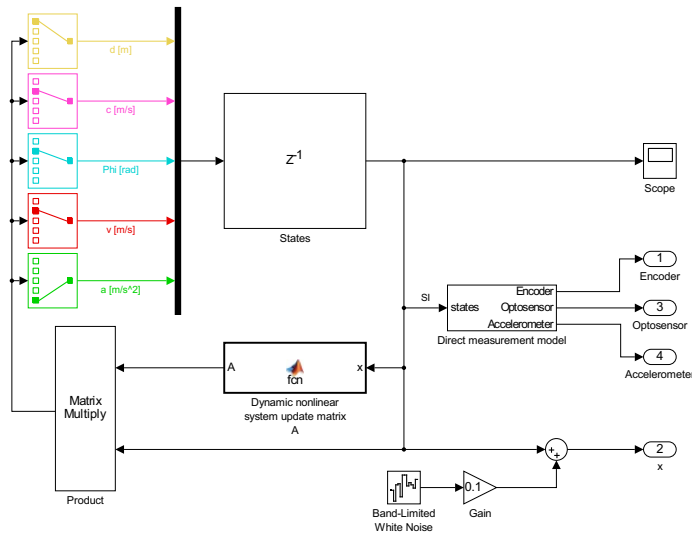 d [m]
c [m/s]
Phi [rad]
v [m/s]
a [m/s^2]
Z-1
States
Scope
SI
states
Encoder
Optosensor
Accelerometer
Direct measurement model
1
Encoder
3
Optosensor
4
Accelerometer
Matrix
Multiply
Product
A
fcn
x
Dynamic nonlinear
system update matrix
A
Band-Limited
White Noise
0.1
Gain
+
+
2
x